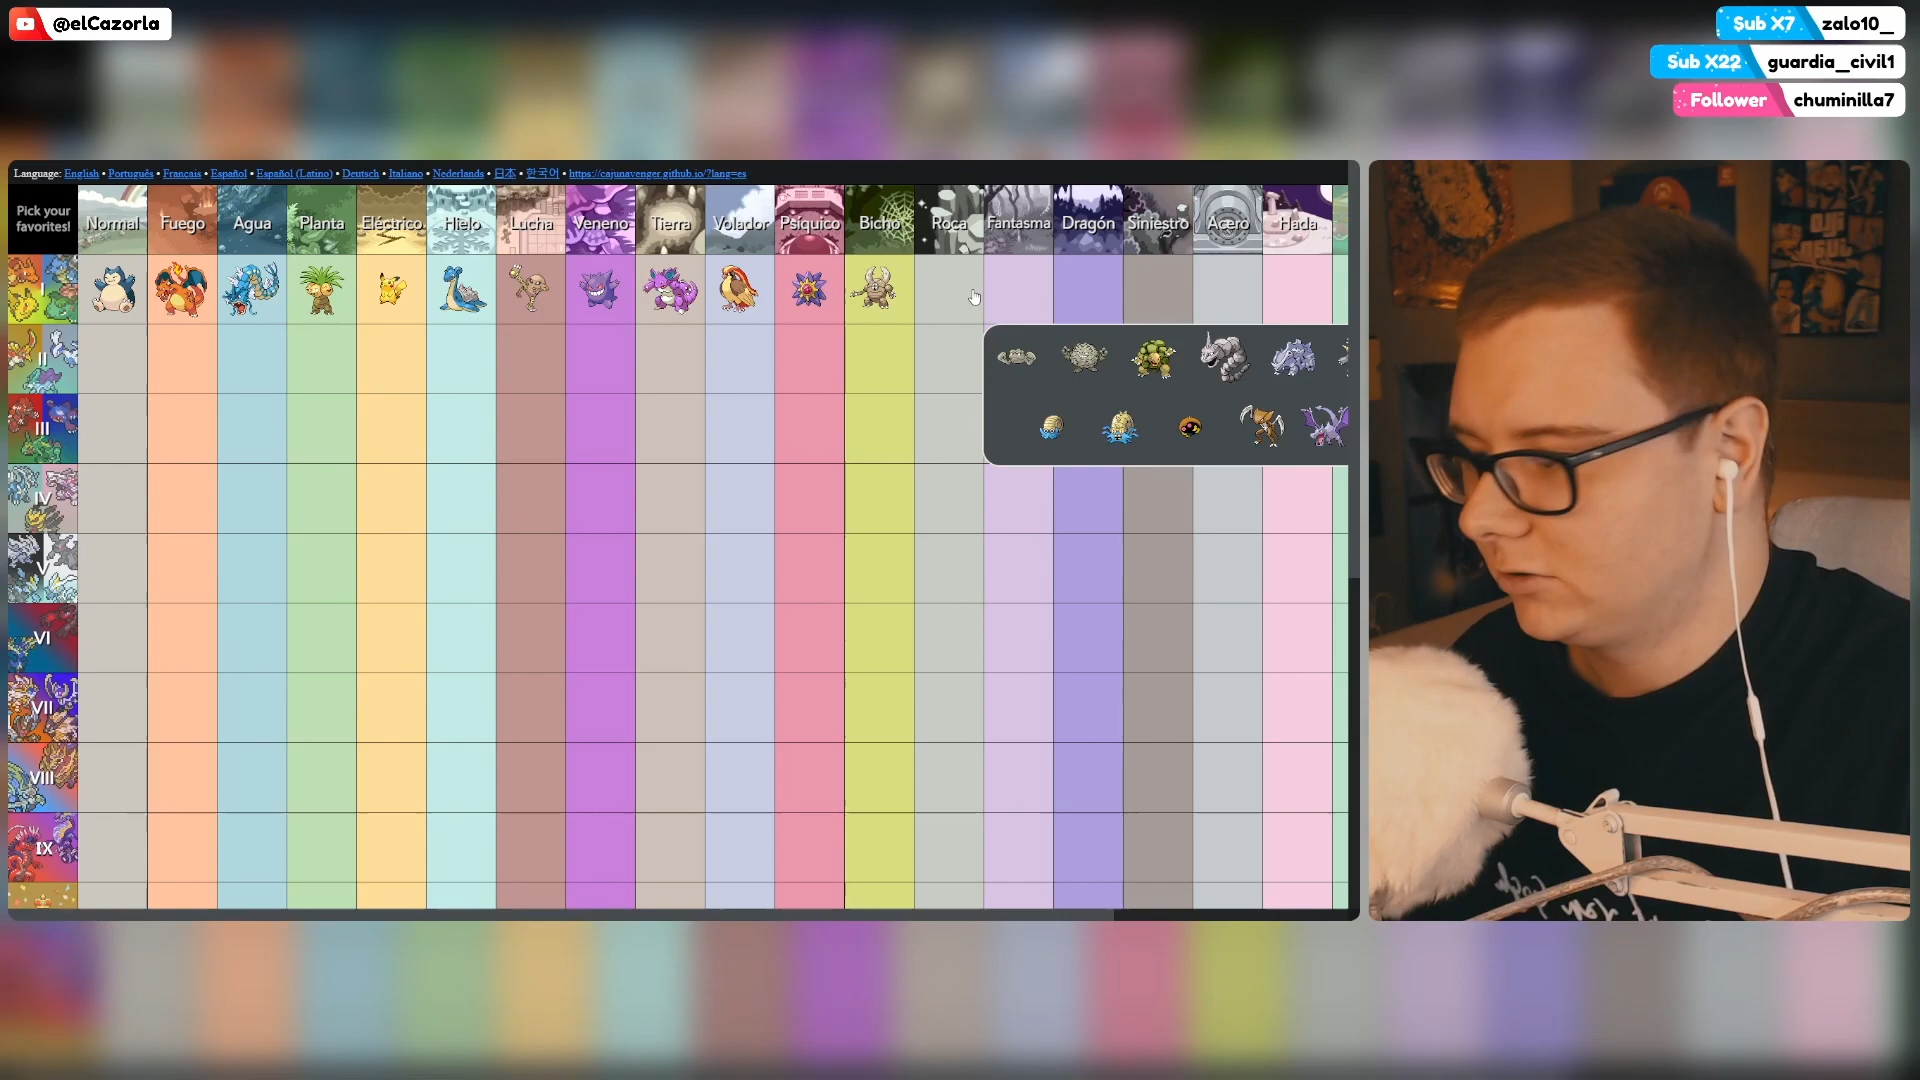 @elCazorla
Sub X7 zalo10_
Sub X22 guardia_civil1
Follower chuminilla7
Language: English • Português • Français • Español • Español (Latino) • Deutsch • Italiano • Nederlands • 日本 • 한국어 • https://cajunavenger.github.io/?lang=es
Pick your favorites!
Normal Fuego Agua Planta Eléctrico Hielo Lucha Veneno Tierra Volador Psíquico Bicho Roca Fantasma Dragón Siniestro Acero Hada
I
II
III
IV
V
VI
VII
VIII
IX